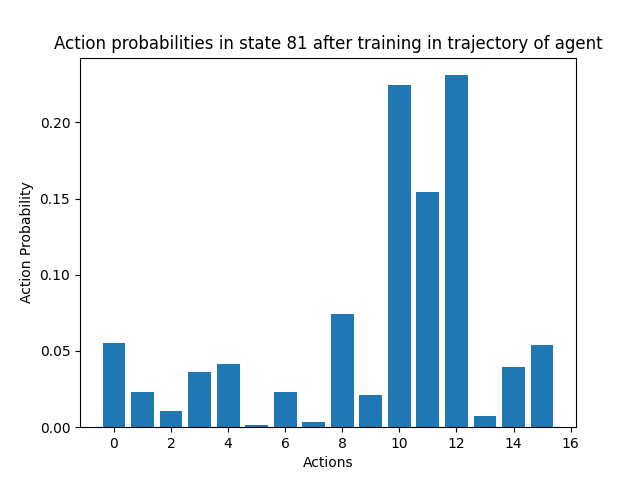 Action probabilities in state 81 after training in trajectory of agent
0.20
0.15
0.10
0.05
0.00
Action Probability
0 2 4 6 8 10 12 14 16
Actions